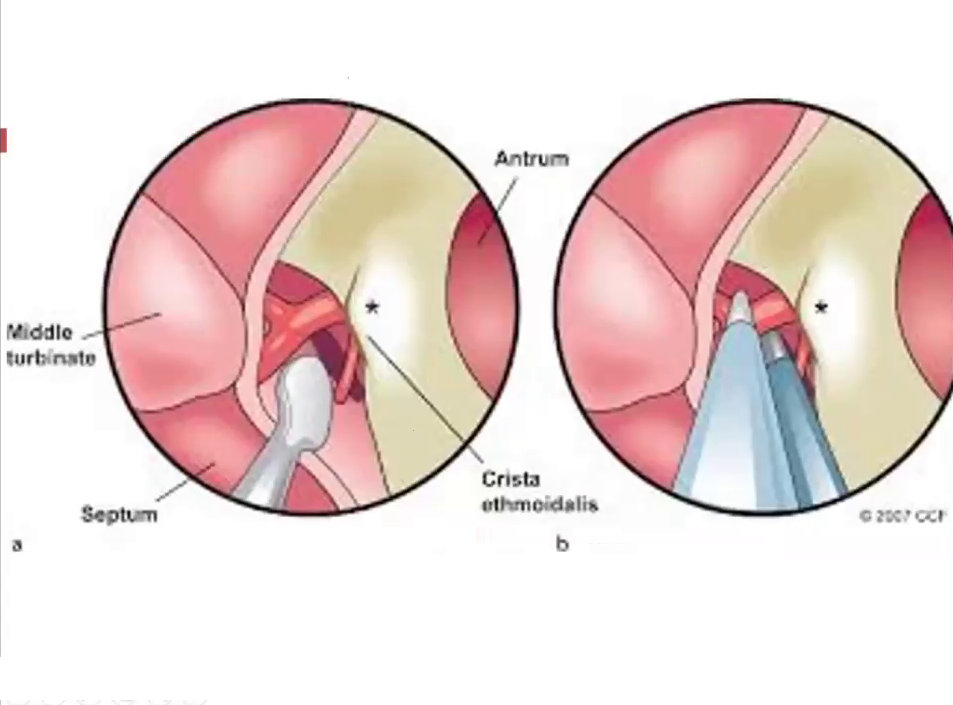 Antrum
*
*
Middle
turbinate
Crista
ethmoidalis
Septum
© 2007 CCF
a
b